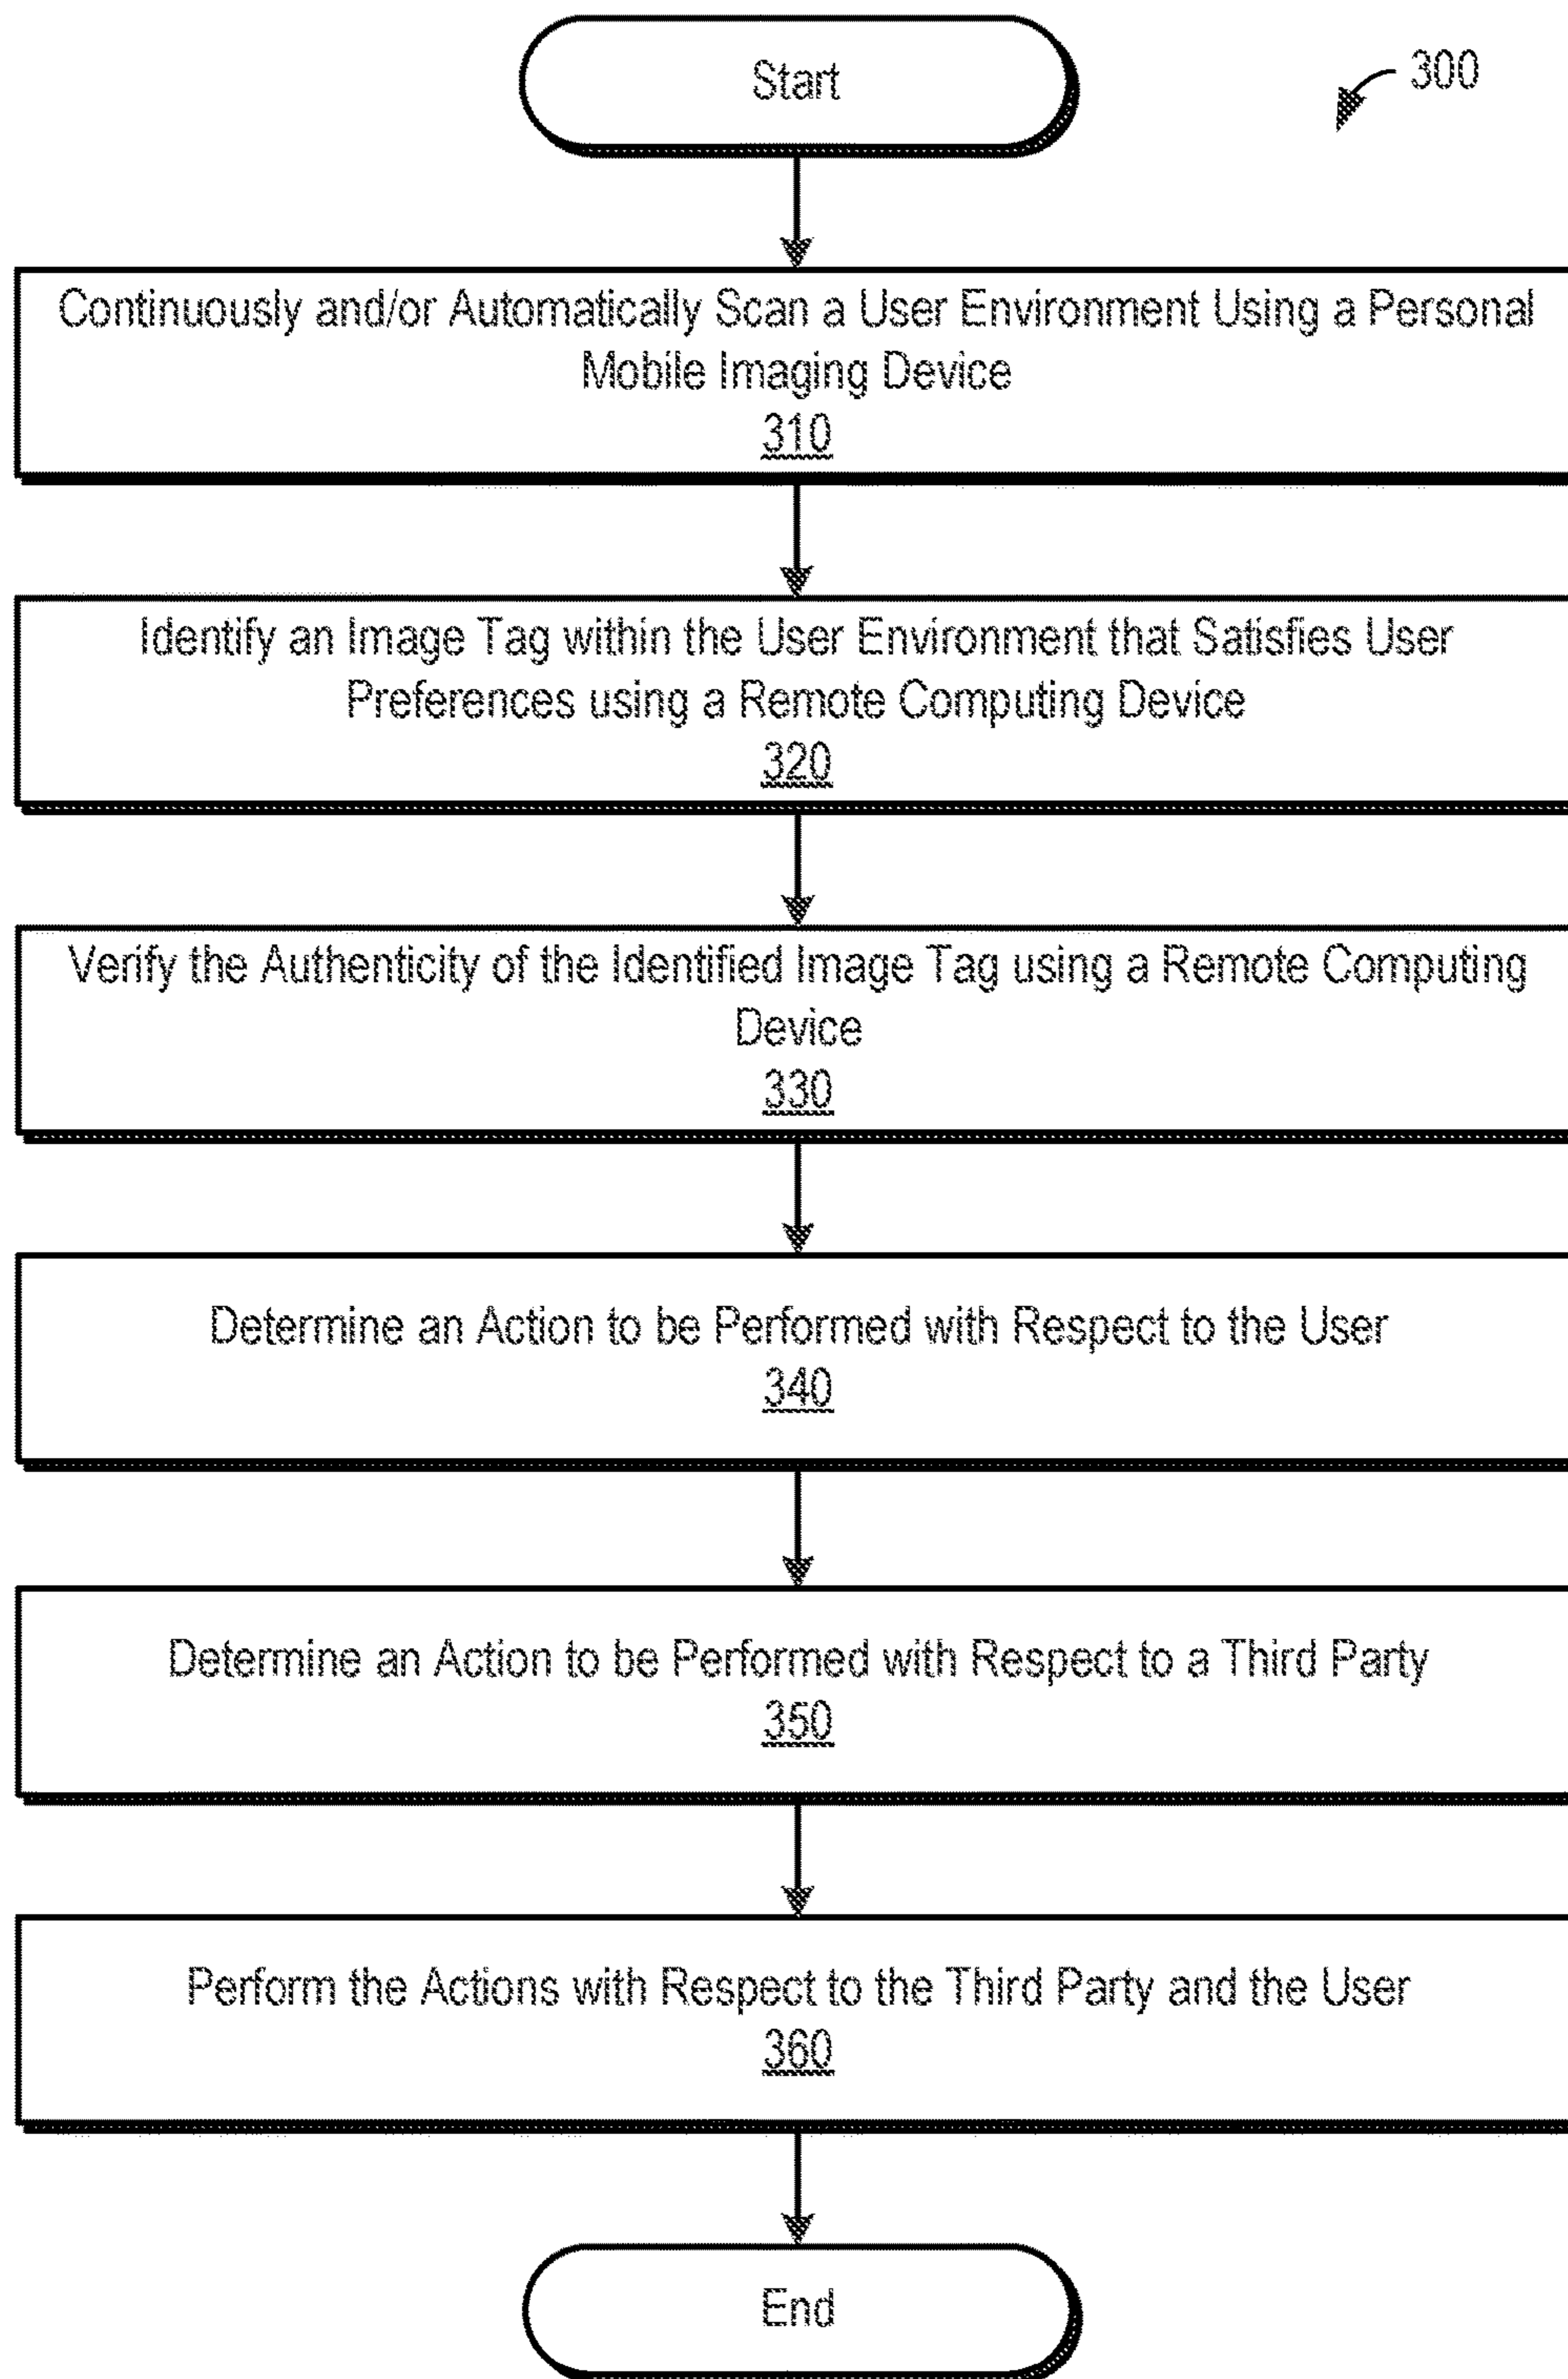 Start
300
Continuously and/or Automatically Scan a User Environment Using a Personal
Mobile Imaging Device
310
Identify an Image Tag within the User Environment that Satisfies User
Preferences using a Remote Computing Device
320
Verify the Authenticity of the Identified Image Tag using a Remote Computing
Device
330
Determine an Action to be Performed with Respect to the User
340
Determine an Action to be Performed with Respect to a Third Party
350
Perform the Actions with Respect to the Third Party and the User
360
End